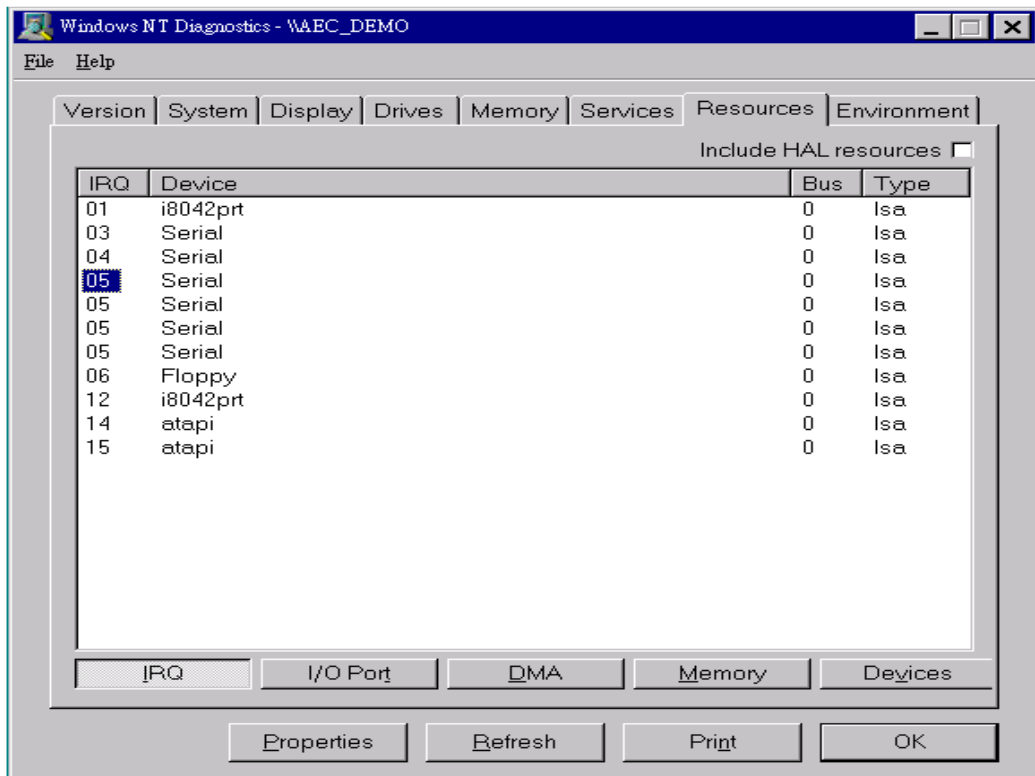 Windows NT Diagnostics - \\AEC_DEMO
File Help
Version System Display Drives Memory Services Resources Environment
Include HAL resources
IRQ Device Bus Type
01 i8042prt 0 Isa
03 Serial 0 Isa
04 Serial 0 Isa
05 Serial 0 Isa
05 Serial 0 Isa
05 Serial 0 Isa
05 Serial 0 Isa
06 Floppy 0 Isa
12 i8042prt 0 Isa
14 atapi 0 Isa
15 atapi 0 Isa
IRQ I/O Port DMA Memory Devices
Properties Refresh Print OK